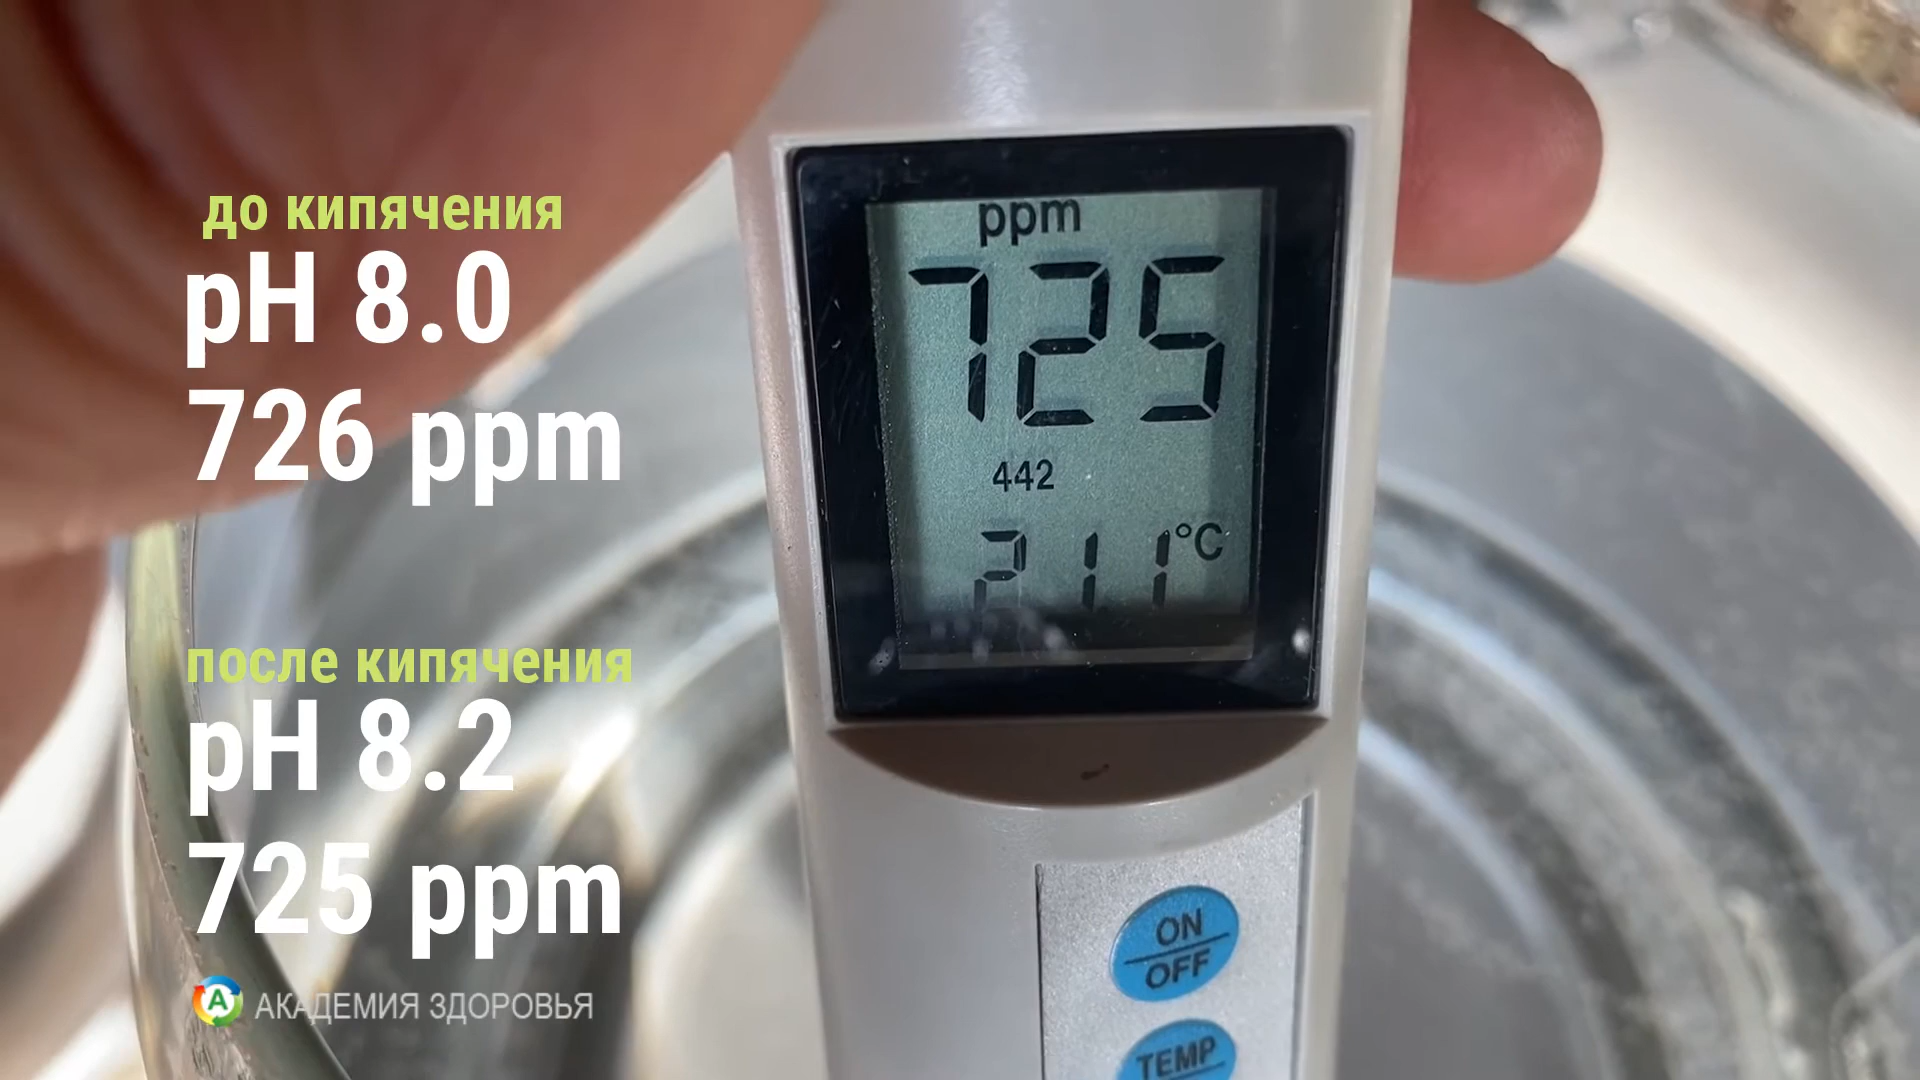 до кипячения
pH 8.0
726 ppm
после кипячения
pH 8.2
725 ppm
А АКАДЕМИЯ ЗДОРОВЬЯ
ppm
725
442
21.1 °C
ON
OFF
TEMP